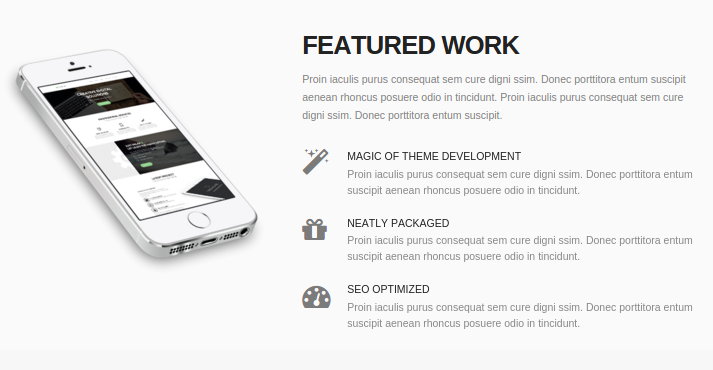 FEATURED WORK
Proin iaculis purus consequat sem cure digni ssim. Donec porttitora entum suscipit
aenean rhoncus posuere odio in tincidunt. Proin iaculis purus consequat sem cure
digni ssim. Donec porttitora entum suscipit.
MAGIC OF THEME DEVELOPMENT
Proin iaculis purus consequat sem cure digni ssim. Donec porttitora entum
suscipit aenean rhoncus posuere odio in tincidunt.
NEATLY PACKAGED
Proin iaculis purus consequat sem cure digni ssim. Donec porttitora entum
suscipit aenean rhoncus posuere odio in tincidunt.
SEO OPTIMIZED
Proin iaculis purus consequat sem cure digni ssim. Donec porttitora entum
suscipit aenean rhoncus posuere odio in tincidunt.